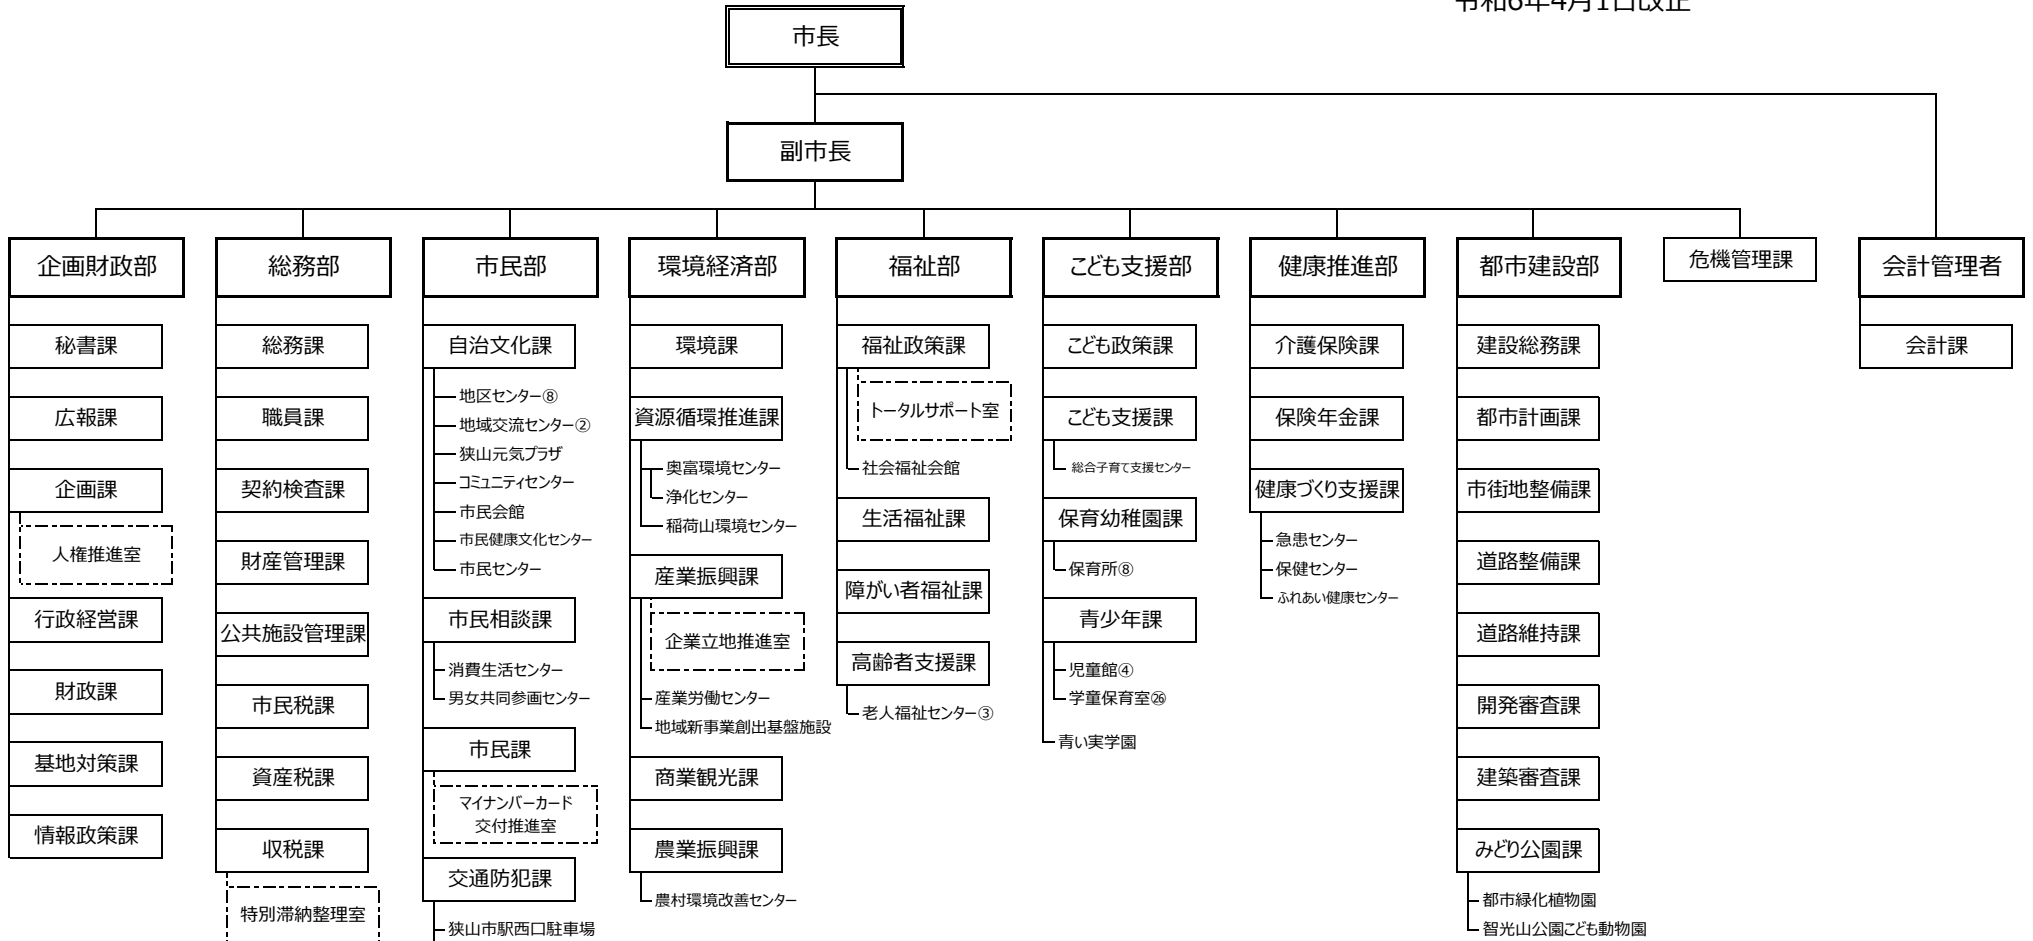 令和6年4月1日改正
市長
副市長
企画財政部
秘書課
広報課
企画課
人権推進室
行政経営課
財政課
基地対策課
情報政策課
総務部
総務課
職員課
契約検査課
財産管理課
公共施設管理課
市民税課
資産税課
収税課
特別滞納整理室
市民部
自治文化課
地区センター⑧
地域交流センター②
狭山元気プラザ
コミュニティセンター
市民会館
市民健康文化センター
市民センター
市民相談課
消費生活センター
男女共同参画センター
市民課
マイナンバーカード
交付推進室
交通防犯課
狭山市駅西口駐車場
環境経済部
環境課
資源循環推進課
奥富環境センター
浄化センター
稲荷山環境センター
産業振興課
企業立地推進室
産業労働センター
地域新事業創出基盤施設
商業観光課
農業振興課
農村環境改善センター
福祉部
福祉政策課
トータルサポート室
社会福祉会館
生活福祉課
障がい者福祉課
高齢者支援課
老人福祉センター③
こども支援部
こども政策課
こども支援課
総合子育て支援センター
保育幼稚園課
保育所⑧
青少年課
児童館④
学童保育室㉖
青い実学園
健康推進部
介護保険課
保険年金課
健康づくり支援課
急患センター
保健センター
ふれあい健康センター
都市建設部
建設総務課
都市計画課
市街地整備課
道路整備課
道路維持課
開発審査課
建築審査課
みどり公園課
都市緑化植物園
智光山公園こども動物園
危機管理課
会計管理者
会計課